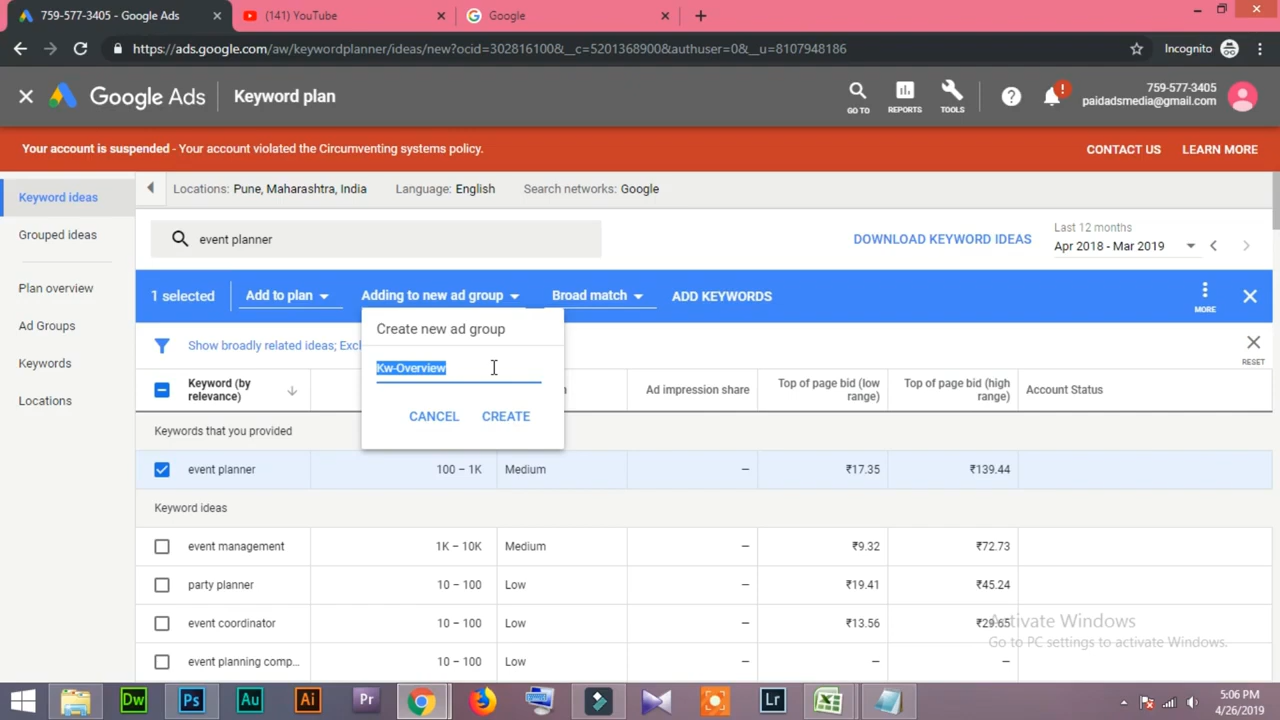 759-577-3405 - Google Ads
(141) YouTube
Google
https://ads.google.com/aw/keywordplanner/ideas/new?ocid=302816100&__c=5201368900&authuser=0&__u=8107948186
Incognito
Google Ads
Keyword plan
GO TO
REPORTS
TOOLS
759-577-3405
paidadsmedia@gmail.com
Your account is suspended - Your account violated the Circumventing systems policy.
CONTACT US
LEARN MORE
Keyword ideas
Grouped ideas
Plan overview
Ad Groups
Keywords
Locations
Locations: Pune, Maharashtra, India
Language: English
Search networks: Google
event planner
DOWNLOAD KEYWORD IDEAS
Last 12 months
Apr 2018 - Mar 2019
1 selected
Add to plan
Adding to new ad group
Broad match
ADD KEYWORDS
MORE
Create new ad group
Kw-Overview
CANCEL
CREATE
Show broadly related ideas;
RESET
Keyword (by
relevance)
Ad impression share
Top of page bid (low
range)
Top of page bid (high
range)
Account Status
Keywords that you provided
event planner 100 – 1K Medium – ₹17.35 ₹139.44
Keyword ideas
event management 1K – 10K Medium – ₹9.32 ₹72.73
party planner 10 – 100 Low – ₹19.41 ₹45.24
event coordinator 10 – 100 Low – ₹13.56 ₹29.65
event planning comp... 10 – 100 Low – – –
Activate Windows
Go to PC settings to activate Windows.
Dw
Ps
Au
Ai
Pr
Lr
5:06 PM
4/26/2019